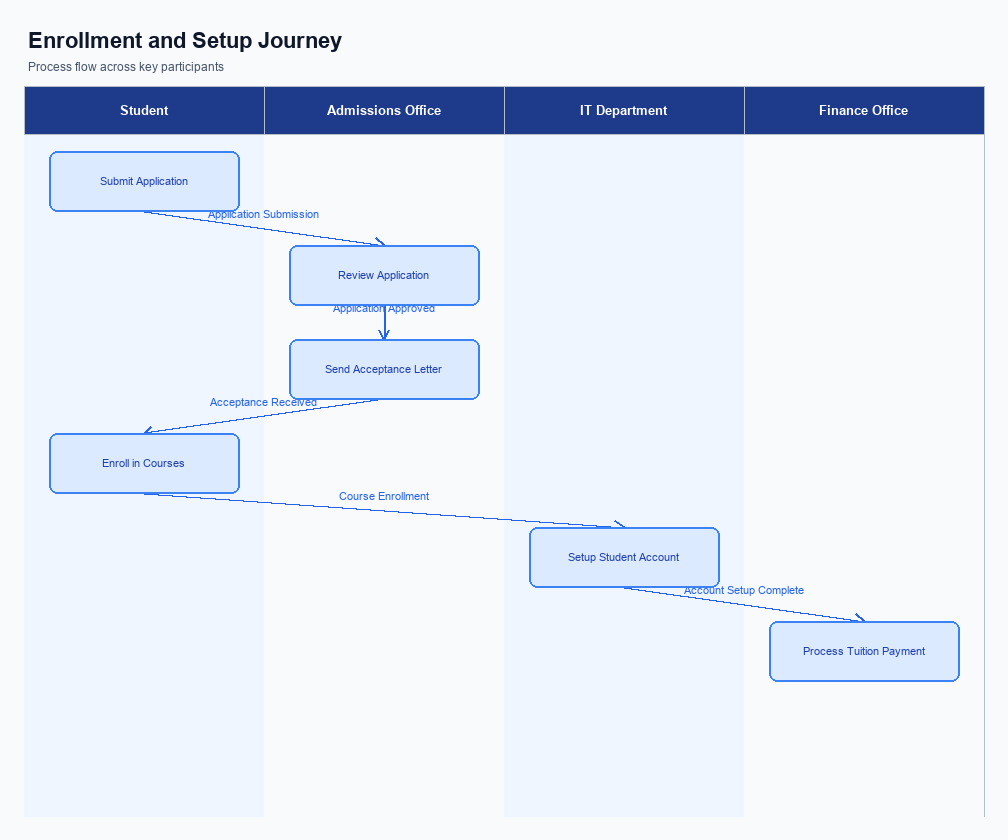 Enrollment and Setup Journey
Process flow across key participants
Student
Admissions Office
IT Department
Finance Office
Submit Application
Application Submission
Review Application
Application Approved
Send Acceptance Letter
Acceptance Received
Enroll in Courses
Course Enrollment
Setup Student Account
Account Setup Complete
Process Tuition Payment